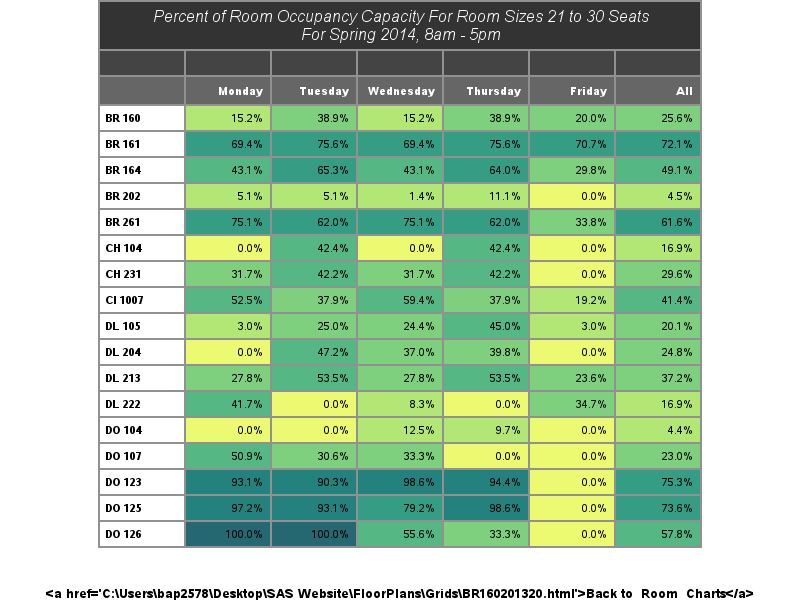 Percent of Room Occupancy Capacity For Room Sizes 21 to 30 Seats
For Spring 2014, 8am - 5pm
Monday Tuesday Wednesday Thursday Friday All
BR 160 15.2% 38.9% 15.2% 38.9% 20.0% 25.6%
BR 161 69.4% 75.6% 69.4% 75.6% 70.7% 72.1%
BR 164 43.1% 65.3% 43.1% 64.0% 29.8% 49.1%
BR 202 5.1% 5.1% 1.4% 11.1% 0.0% 4.5%
BR 261 75.1% 62.0% 75.1% 62.0% 33.8% 61.6%
CH 104 0.0% 42.4% 0.0% 42.4% 0.0% 16.9%
CH 231 31.7% 42.2% 31.7% 42.2% 0.0% 29.6%
CI 1007 52.5% 37.9% 59.4% 37.9% 19.2% 41.4%
DL 105 3.0% 25.0% 24.4% 45.0% 3.0% 20.1%
DL 204 0.0% 47.2% 37.0% 39.8% 0.0% 24.8%
DL 213 27.8% 53.5% 27.8% 53.5% 23.6% 37.2%
DL 222 41.7% 0.0% 8.3% 0.0% 34.7% 16.9%
DO 104 0.0% 0.0% 12.5% 9.7% 0.0% 4.4%
DO 107 50.9% 30.6% 33.3% 0.0% 0.0% 23.0%
DO 123 93.1% 90.3% 98.6% 94.4% 0.0% 75.3%
DO 125 97.2% 93.1% 79.2% 98.6% 0.0% 73.6%
DO 126 100.0% 100.0% 55.6% 33.3% 0.0% 57.8%
<a href='C:\Users\bap2578\Desktop\SAS Website\FloorPlans\Grids\BR160201320.html'>Back to Room Charts</a>